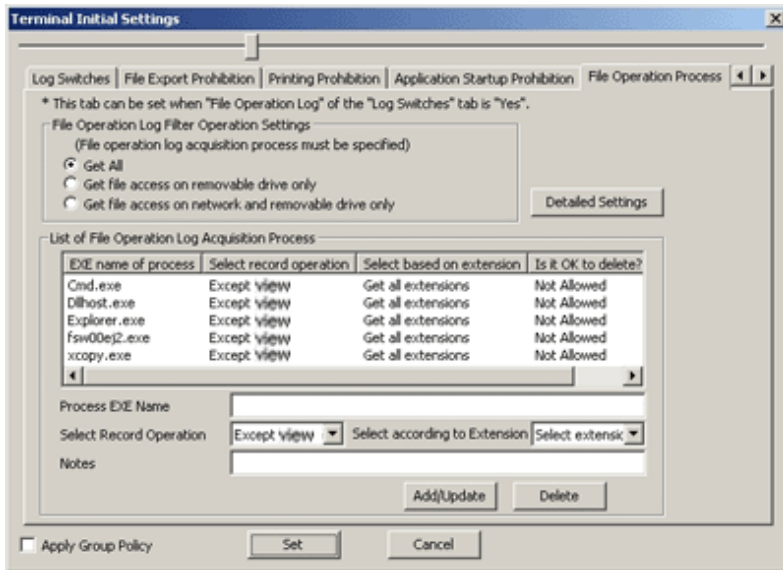 Terminal Initial Settings
Log Switches File Export Prohibition Printing Prohibition Application Startup Prohibition File Operation Process
* This tab can be set when "File Operation Log" of the "Log Switches" tab is "Yes".
File Operation Log Filter Operation Settings
(File operation log acquisition process must be specified)
Get All
Get file access on removable drive only
Get file access on network and removable drive only
Detailed Settings
List of File Operation Log Acquisition Process
EXE name of process Select record operation Select based on extension Is it OK to delete?
Cmd.exe Except view Get all extensions Not Allowed
Dllhost.exe Except view Get all extensions Not Allowed
Explorer.exe Except view Get all extensions Not Allowed
fsw00ej2.exe Except view Get all extensions Not Allowed
xcopy.exe Except view Get all extensions Not Allowed
Process EXE Name
Select Record Operation Except view Select according to Extension Select extensic
Notes
Add/Update Delete
Apply Group Policy Set Cancel